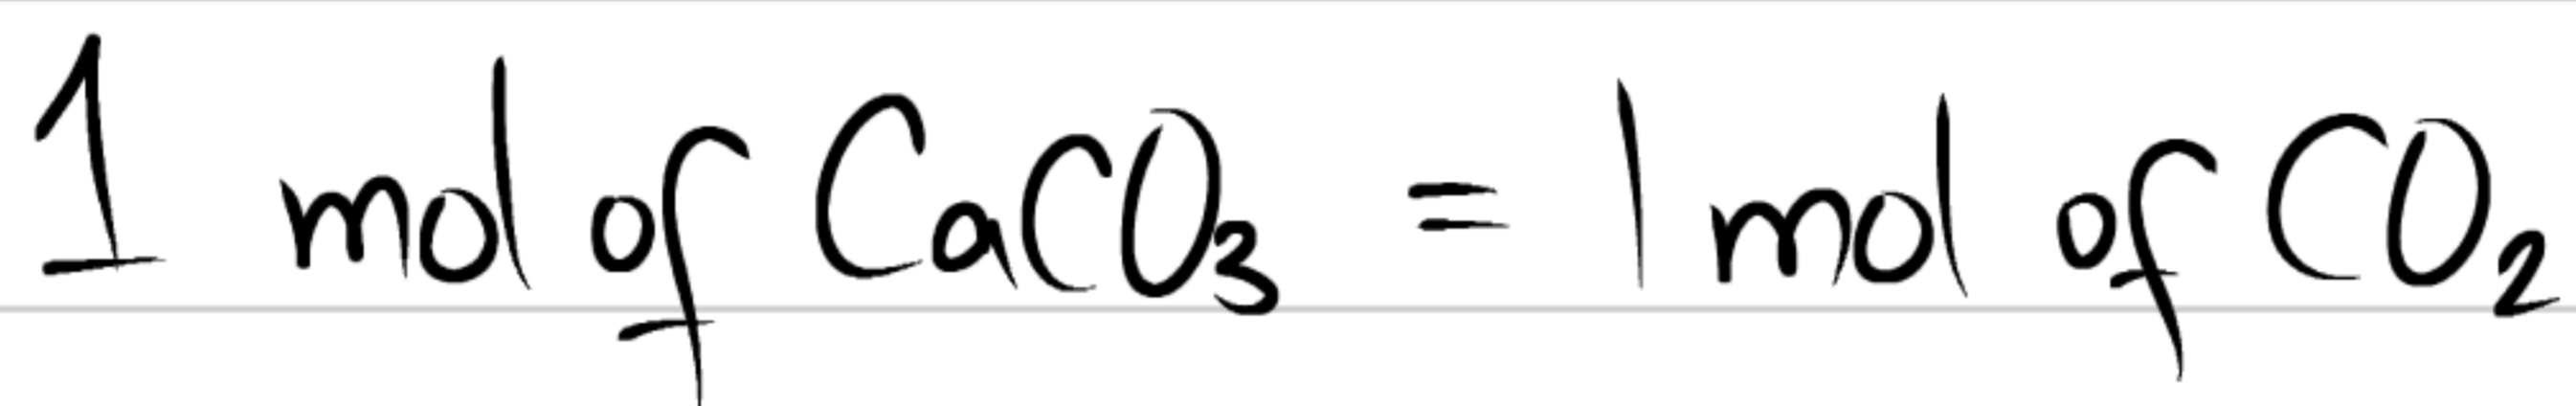 1 mol of CaCO₃ = 1 mol of CO₂